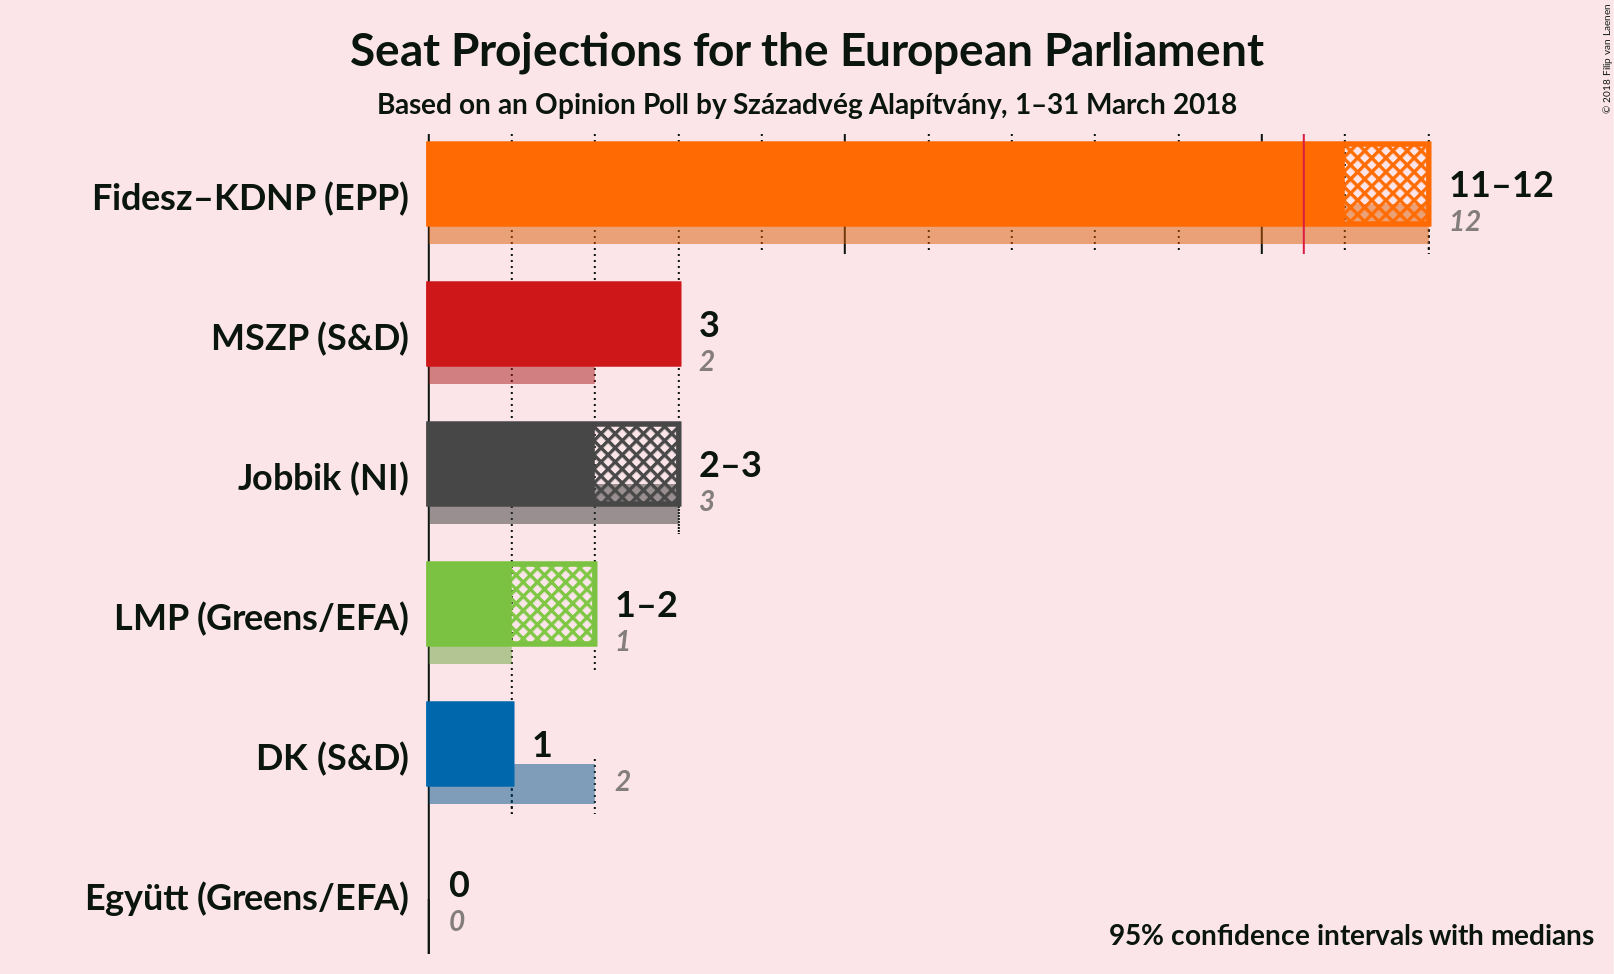 Seat Projections for the European Parliament
Based on an Opinion Poll by Századvég Alapítvány, 1–31 March 2018
© 2018 Filip van Laenen
Fidesz–KDNP (EPP)
11–12
12
MSZP (S&D)
3
2
Jobbik (NI)
2–3
3
LMP (Greens/EFA)
1–2
1
DK (S&D)
1
2
Együtt (Greens/EFA)
0
0
95% confidence intervals with medians